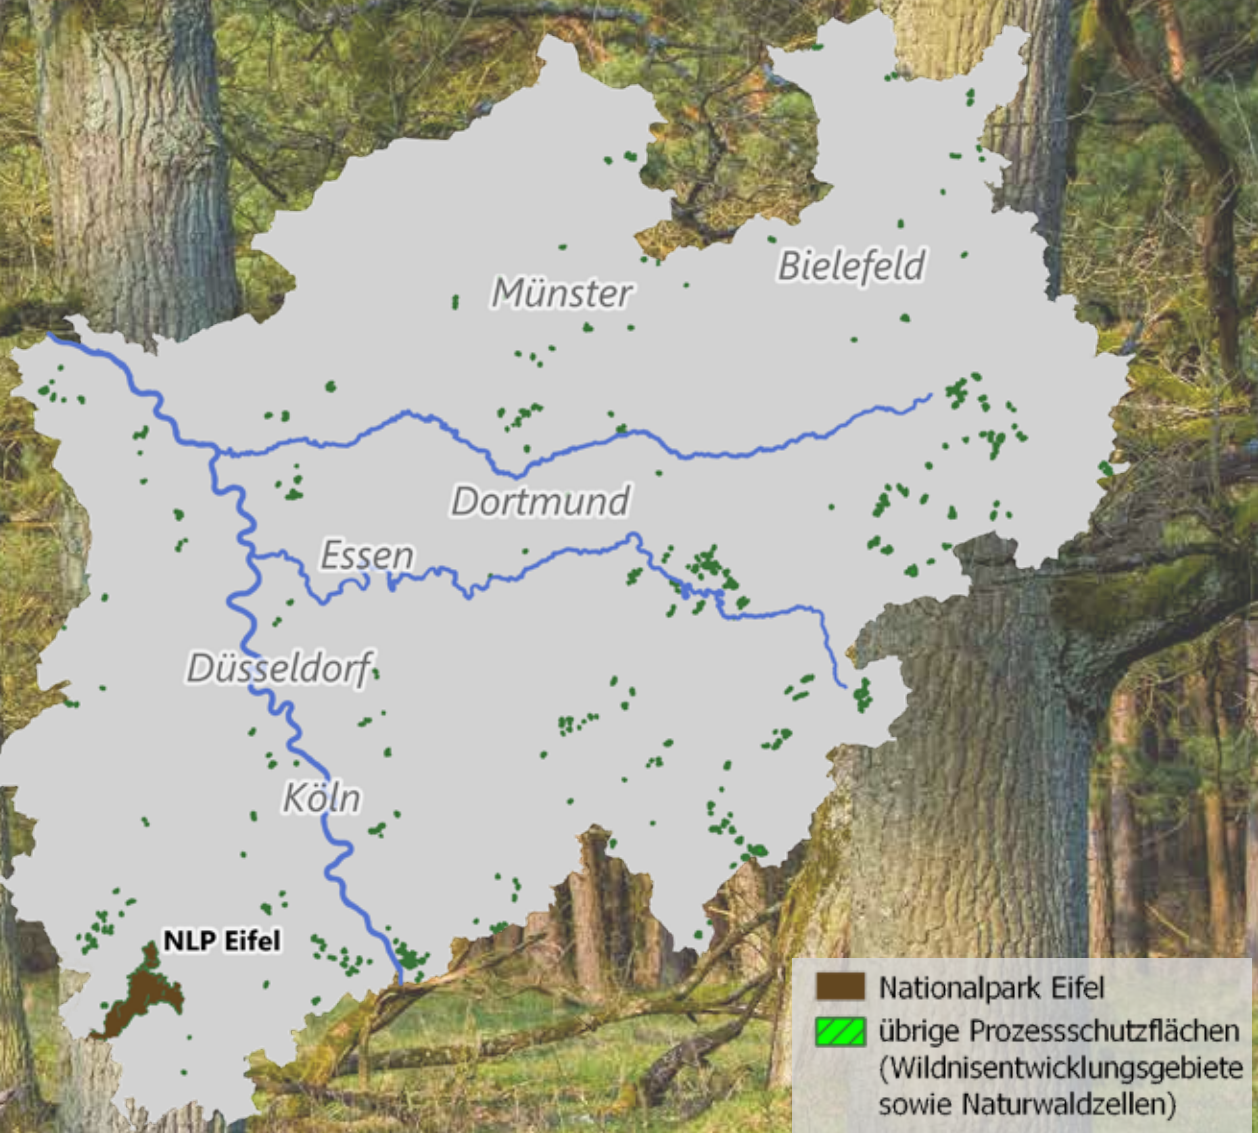 Bielefeld
Münster
Dortmund
Essen
Düsseldorf
Köln
NLP Eifel
Nationalpark Eifel
übrige Prozessschutzflächen
(Wildnisentwicklungsgebiete
sowie Naturwaldzellen)